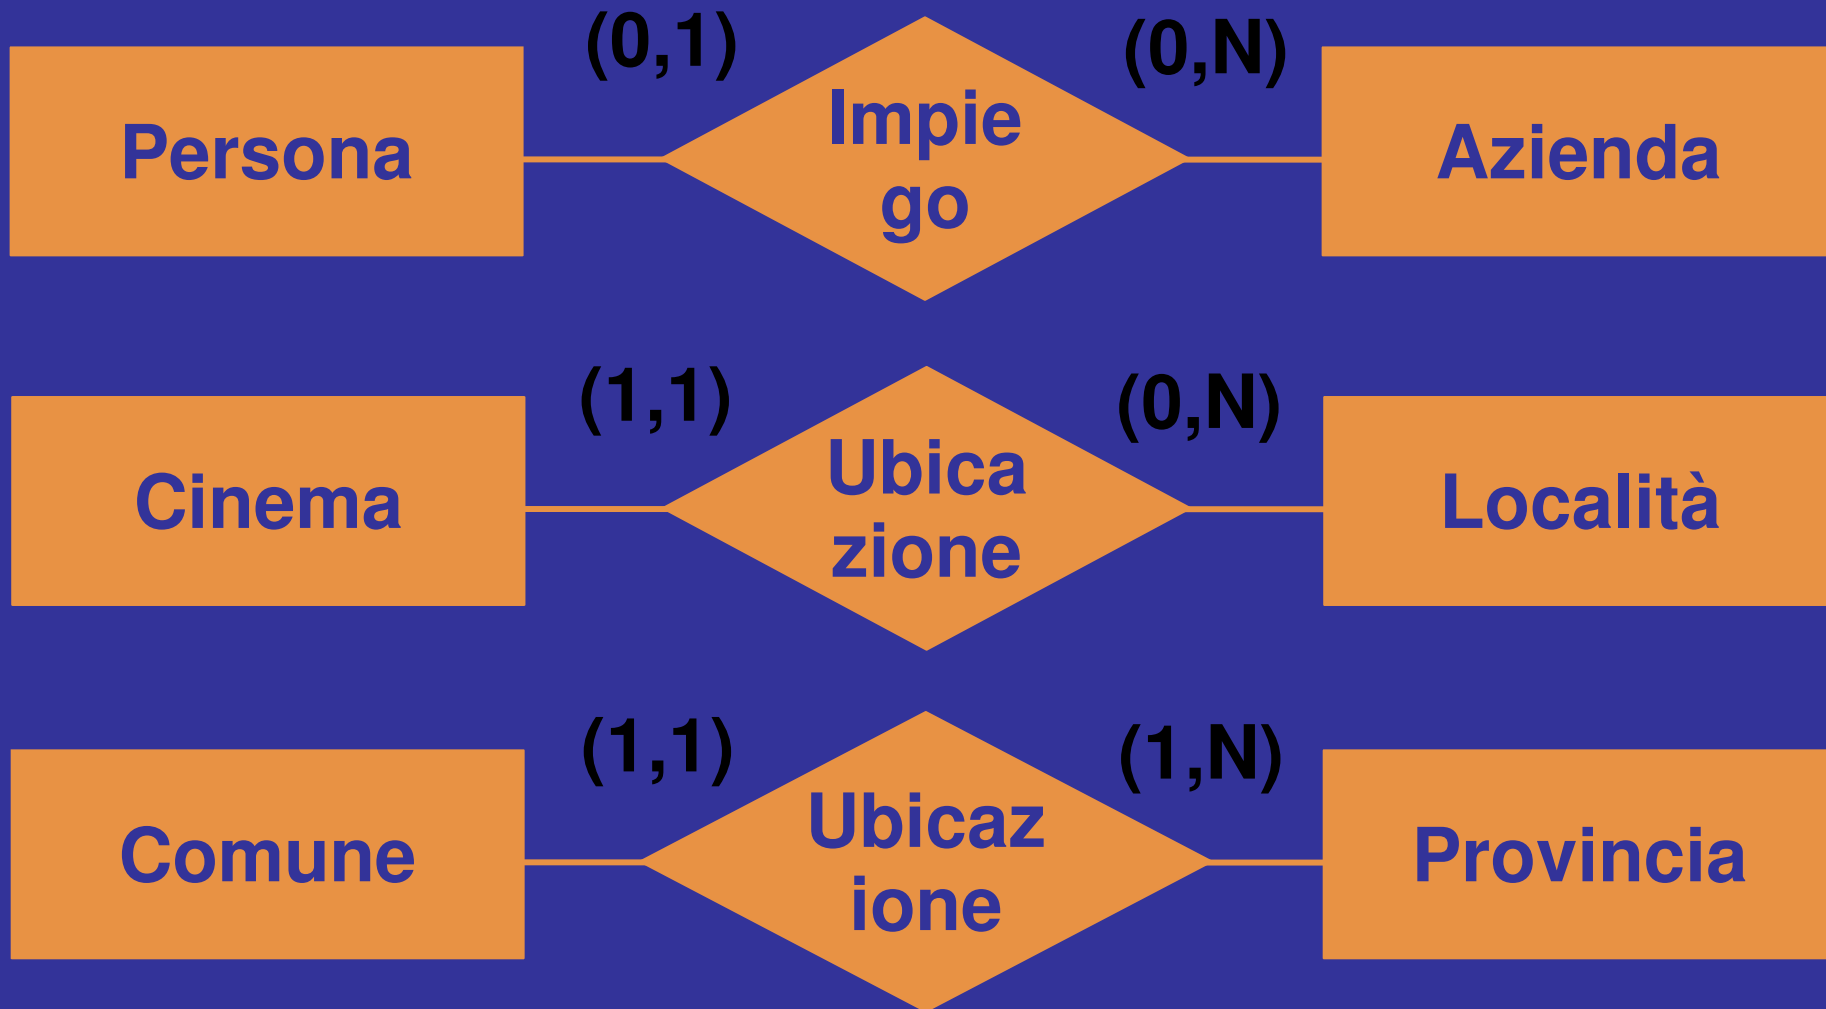 (0,1)
(0,N)
Persona
Impie
go
Azienda
(1,1)
(0,N)
Cinema
Ubica
zione
Località
(1,1)
(1,N)
Comune
Ubicaz
ione
Provincia